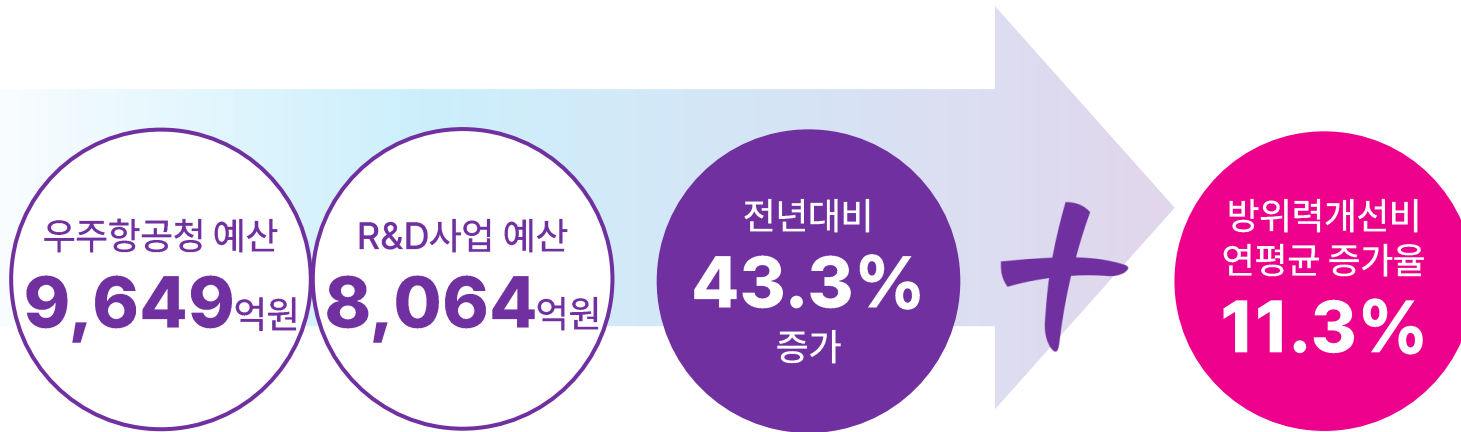 우주항공청 예산
9,649억원
R&D사업 예산
8,064억원
전년대비
43.3%
증가
+
방위력개선비
연평균 증가율
11.3%